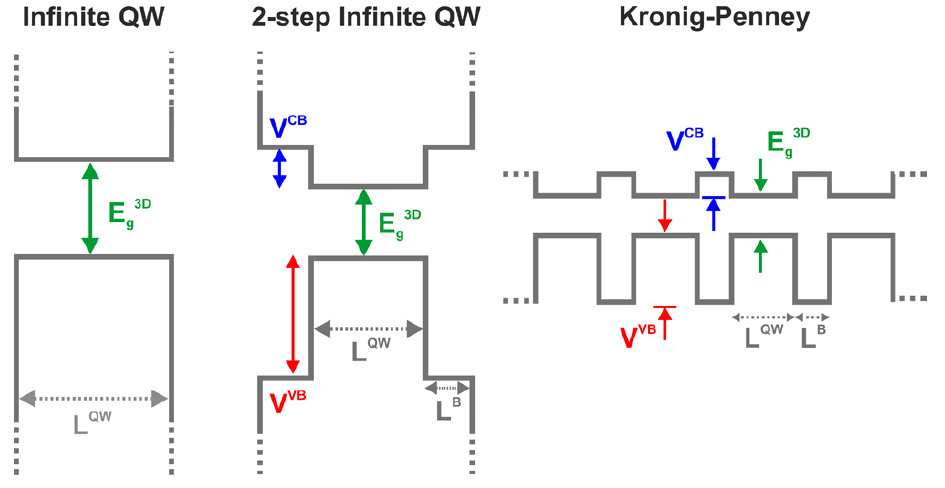 Infinite QW
2-step Infinite QW
Kronig-Penney
V^CB
E_g^3D
L^QW
E_g^3D
L^QW
V^VB
L^B
V^CB
E_g^3D
V^VB
L^QW
L^B